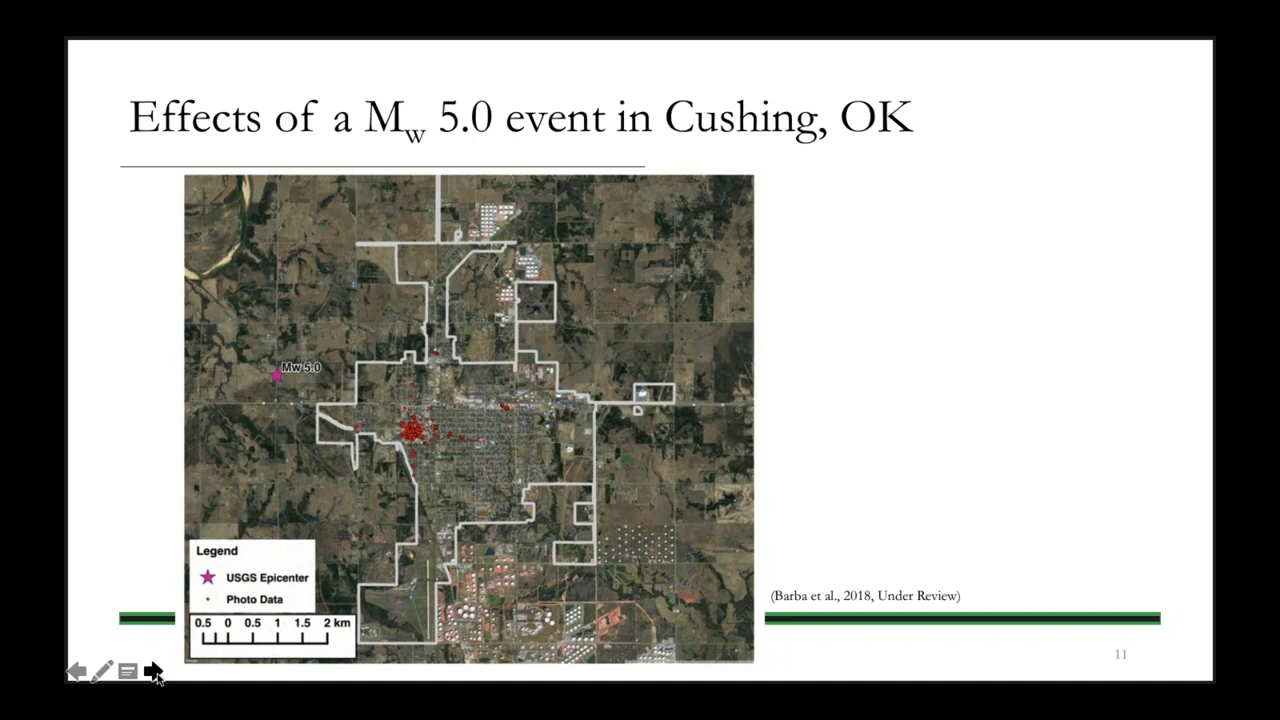 Effects of a Mw 5.0 event in Cushing, OK
Mw 5.0
Legend
USGS Epicenter
Photo Data
0.5 0 0.5 1 1.5 2 km
(Barba et al., 2018, Under Review)
11